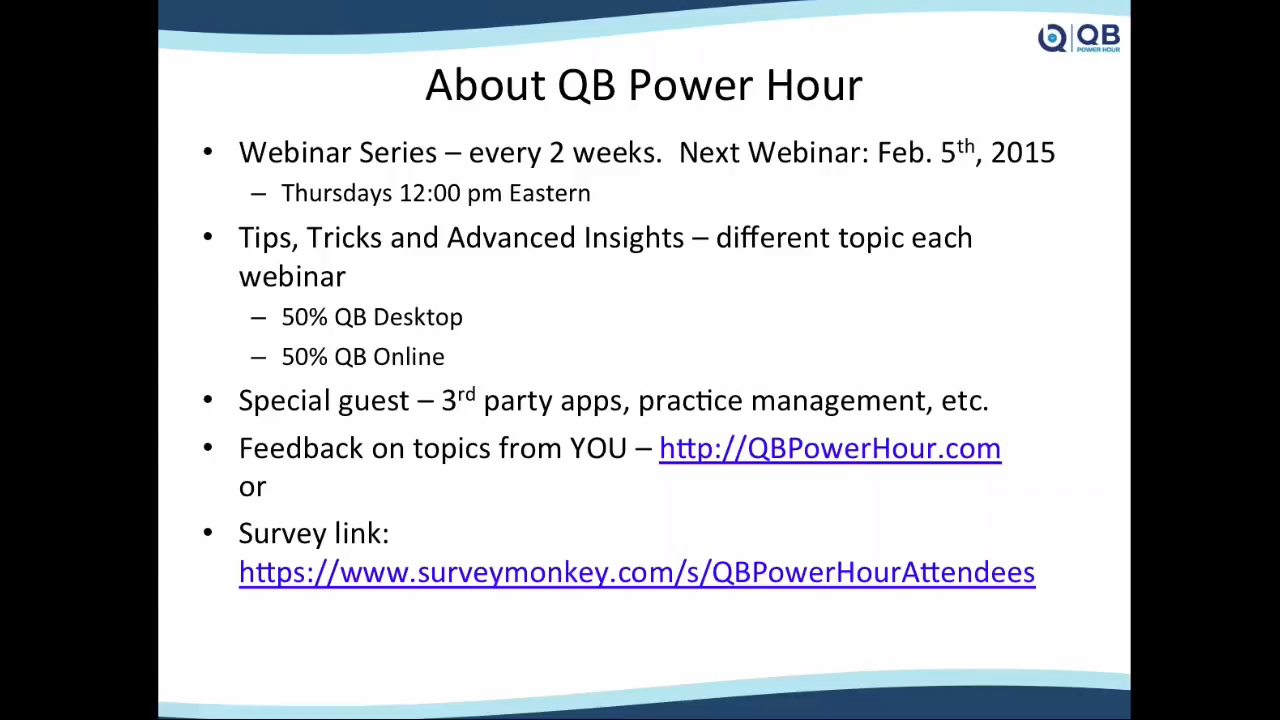 QB
POWER HOUR
About QB Power Hour
• Webinar Series – every 2 weeks. Next Webinar: Feb. 5th, 2015
– Thursdays 12:00 pm Eastern
• Tips, Tricks and Advanced Insights – different topic each
webinar
– 50% QB Desktop
– 50% QB Online
• Special guest – 3rd party apps, practice management, etc.
• Feedback on topics from YOU – http://QBPowerHour.com
or
• Survey link:
https://www.surveymonkey.com/s/QBPowerHourAttendees